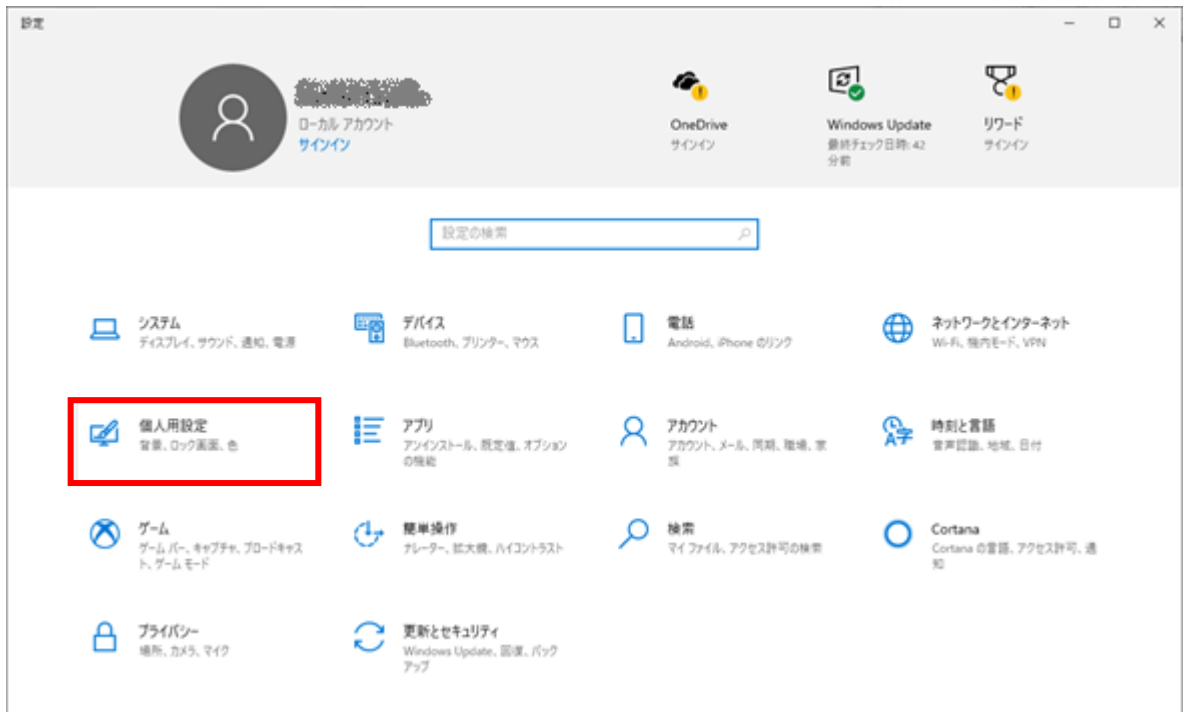 設定
ローカル アカウント
サインイン
OneDrive
サインイン
Windows Update
最終チェック日時: 42
分前
リワード
サインイン
設定の検索
システム
ディスプレイ、サウンド、通知、電源
デバイス
Bluetooth、プリンター、マウス
電話
Android、iPhone のリンク
ネットワークとインターネット
Wi-Fi、機内モード、VPN
個人用設定
背景、ロック画面、色
アプリ
アンインストール、既定値、オプション
の機能
アカウント
アカウント、メール、同期、職場、家
族
時刻と言語
音声認識、地域、日付
ゲーム
ゲーム バー、キャプチャ、ブロードキャス
ト、ゲーム モード
簡単操作
ナレーター、拡大鏡、ハイコントラスト
検索
マイ ファイル、アクセス許可の検索
Cortana
Cortana の言語、アクセス許可、通
知
プライバシー
場所、カメラ、マイク
更新とセキュリティ
Windows Update、回復、バック
アップ